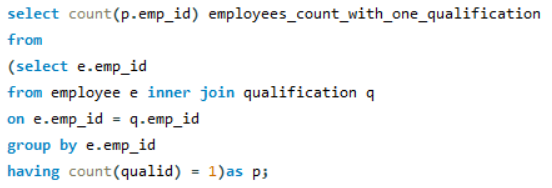 select count(p.emp_id) employees_count_with_one_qualification
from
(select e.emp_id
from employee e inner join qualification q
on e.emp_id = q.emp_id
group by e.emp_id
having count(qualid) = 1)as p;